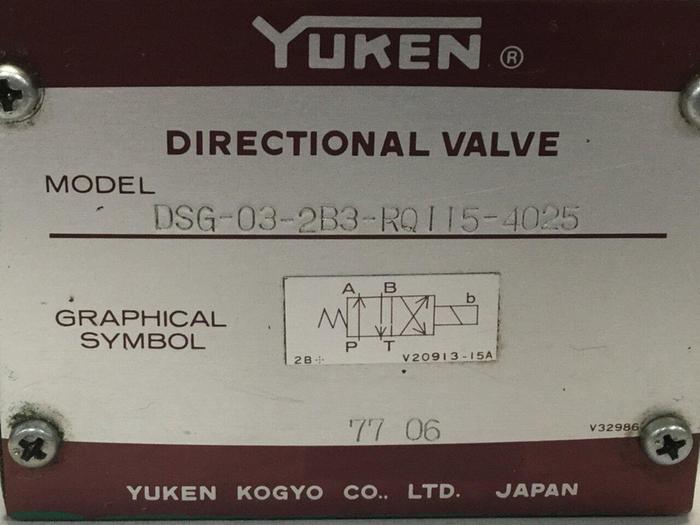 YUKEN ®
DIRECTIONAL VALVE
MODEL
DSG-03-2B3-RQ115-4025
GRAPHICAL
SYMBOL
A B
b
P T
2B÷ V20913-15A
77 06
V32986
YUKEN KOGYO CO., LTD. JAPAN